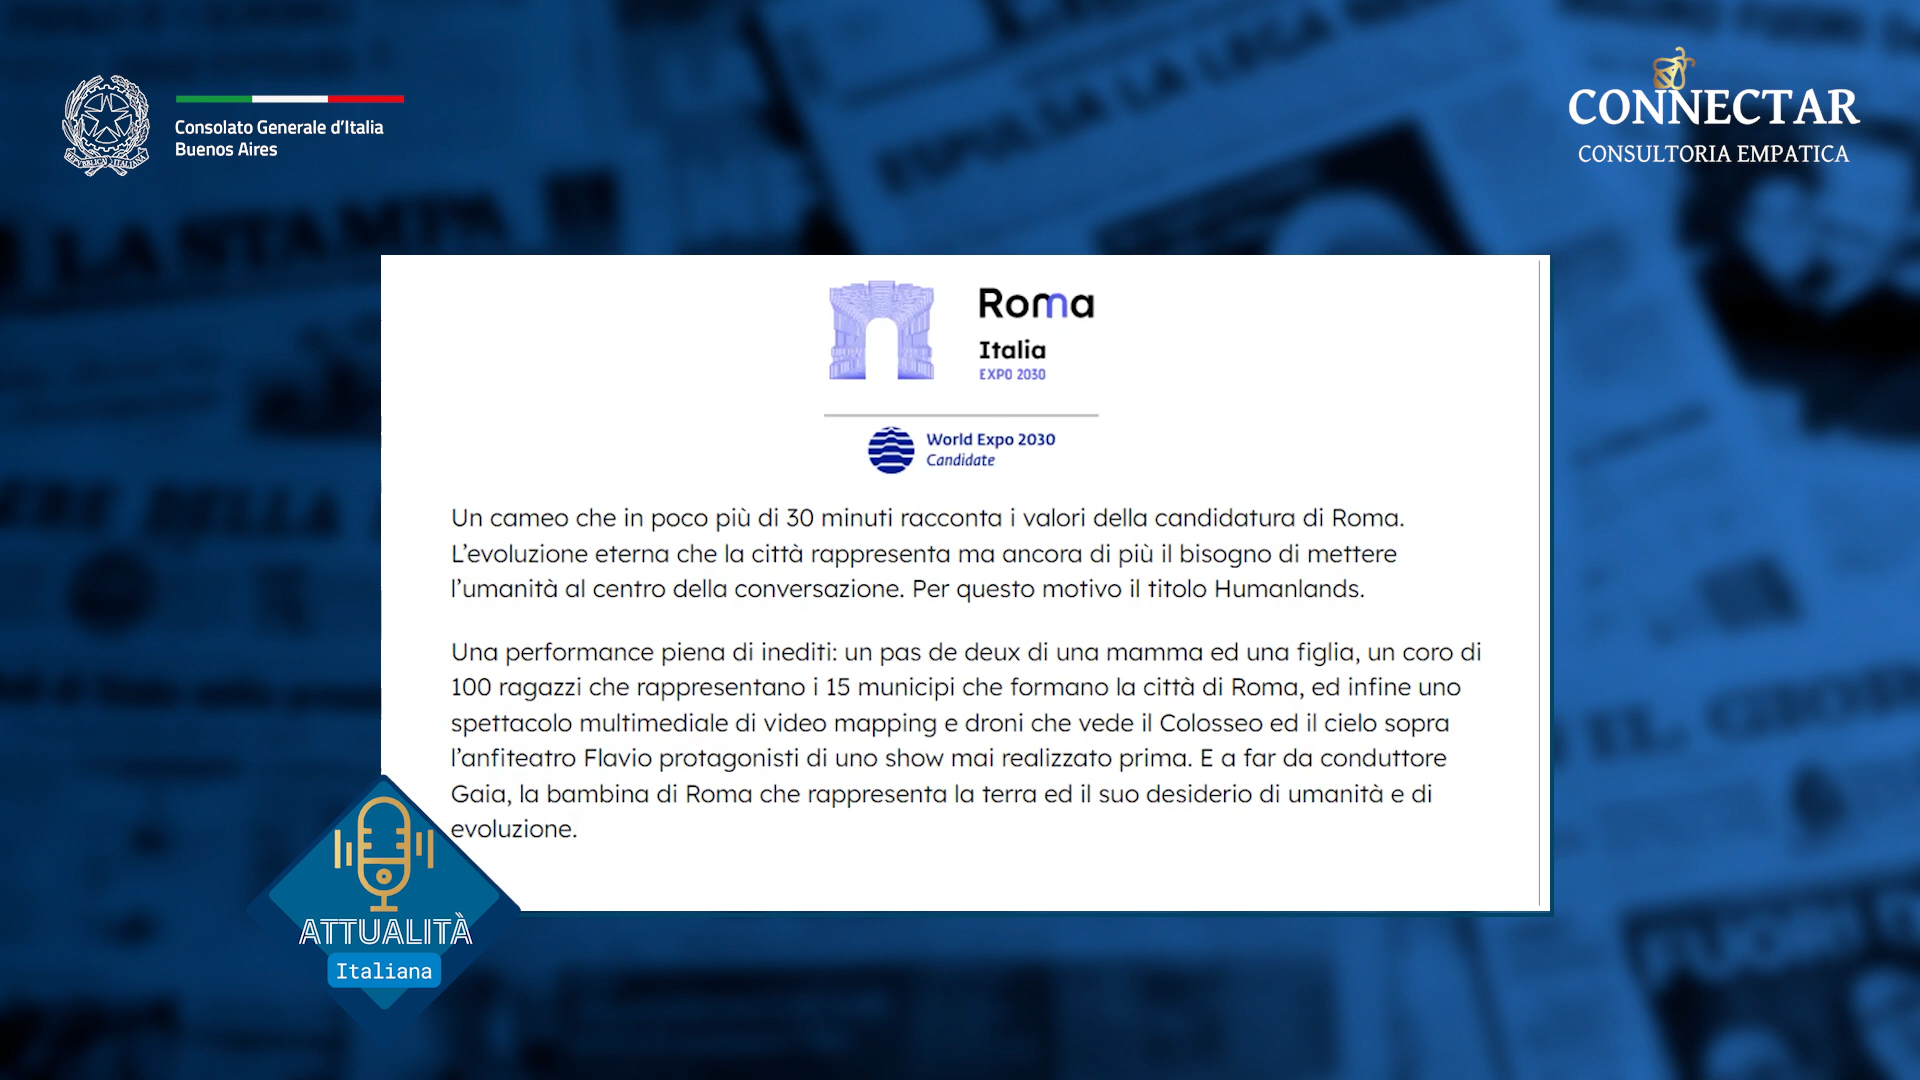 REPVBBLICA ITALIANA
Consolato Generale d'Italia
Buenos Aires
CONNECTAR
CONSULTORIA EMPATICA
LA STAMPA
ESPULSA LA LEGA
Roma
Italia
EXPO 2030
World Expo 2030
Candidate
Un cameo che in poco più di 30 minuti racconta i valori della candidatura di Roma.
L'evoluzione eterna che la città rappresenta ma ancora di più il bisogno di mettere
l'umanità al centro della conversazione. Per questo motivo il titolo Humanlands.
Una performance piena di inediti: un pas de deux di una mamma ed una figlia, un coro di
100 ragazzi che rappresentano i 15 municipi che formano la città di Roma, ed infine uno
spettacolo multimediale di video mapping e droni che vede il Colosseo ed il cielo sopra
l'anfiteatro Flavio protagonisti di uno show mai realizzato prima. E a far da conduttore
Gaia, la bambina di Roma che rappresenta la terra ed il suo desiderio di umanità e di
evoluzione.
ATTUALITÀ
Italiana